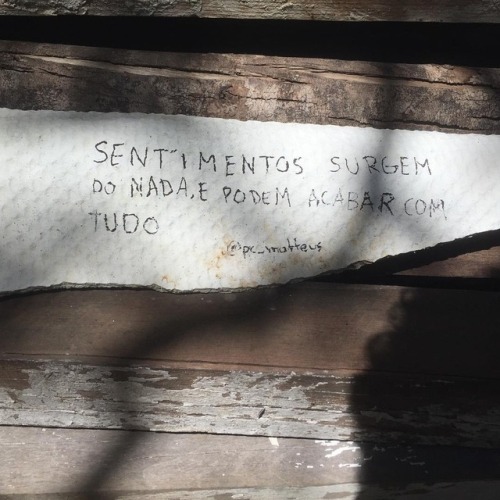 SENTIMENTOS SURGEM
DO NADA, E PODEM ACABAR COM
TUDO
@pc_matteus